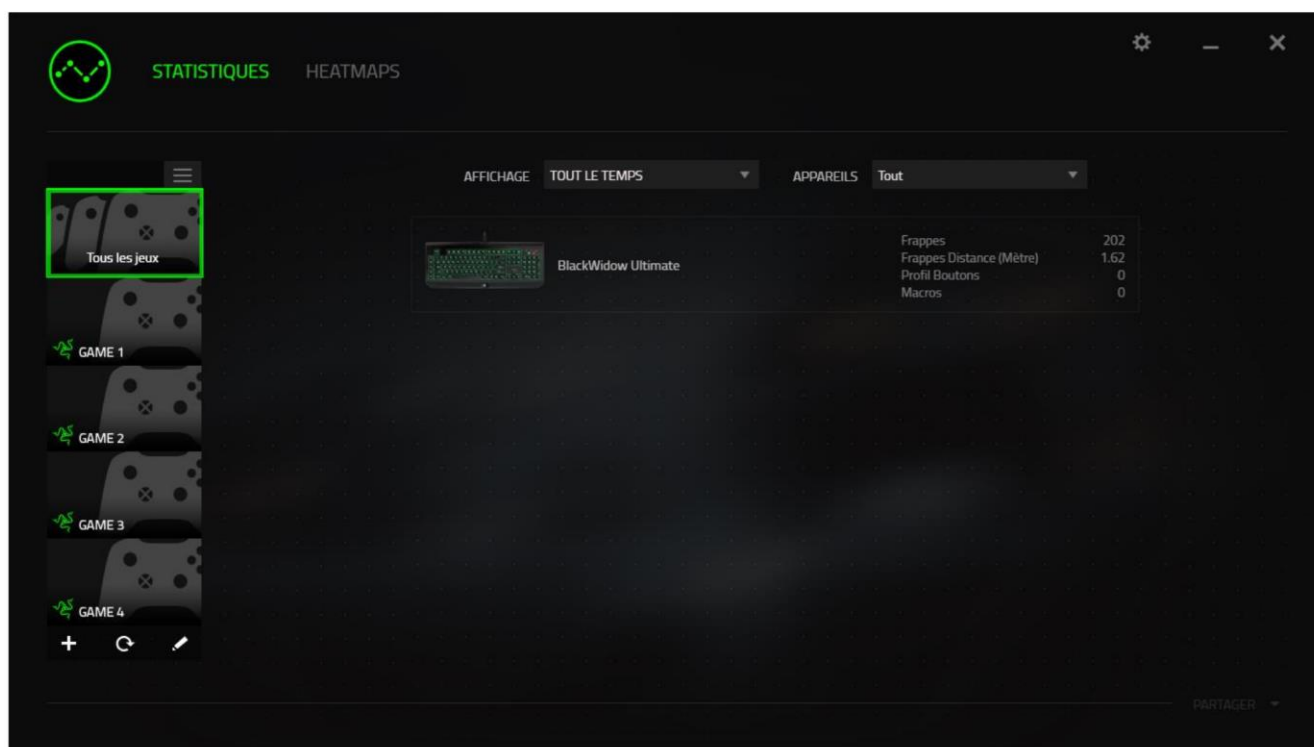 STATISTIQUES HEATMAPS
AFFICHAGE TOUT LE TEMPS APPAREILS Tout
Tous les jeux
BlackWidow Ultimate
Frappes 202
Frappes Distance (Mètre) 1.62
Profil Boutons 0
Macros 0
GAME 1
GAME 2
GAME 3
GAME 4
PARTAGER